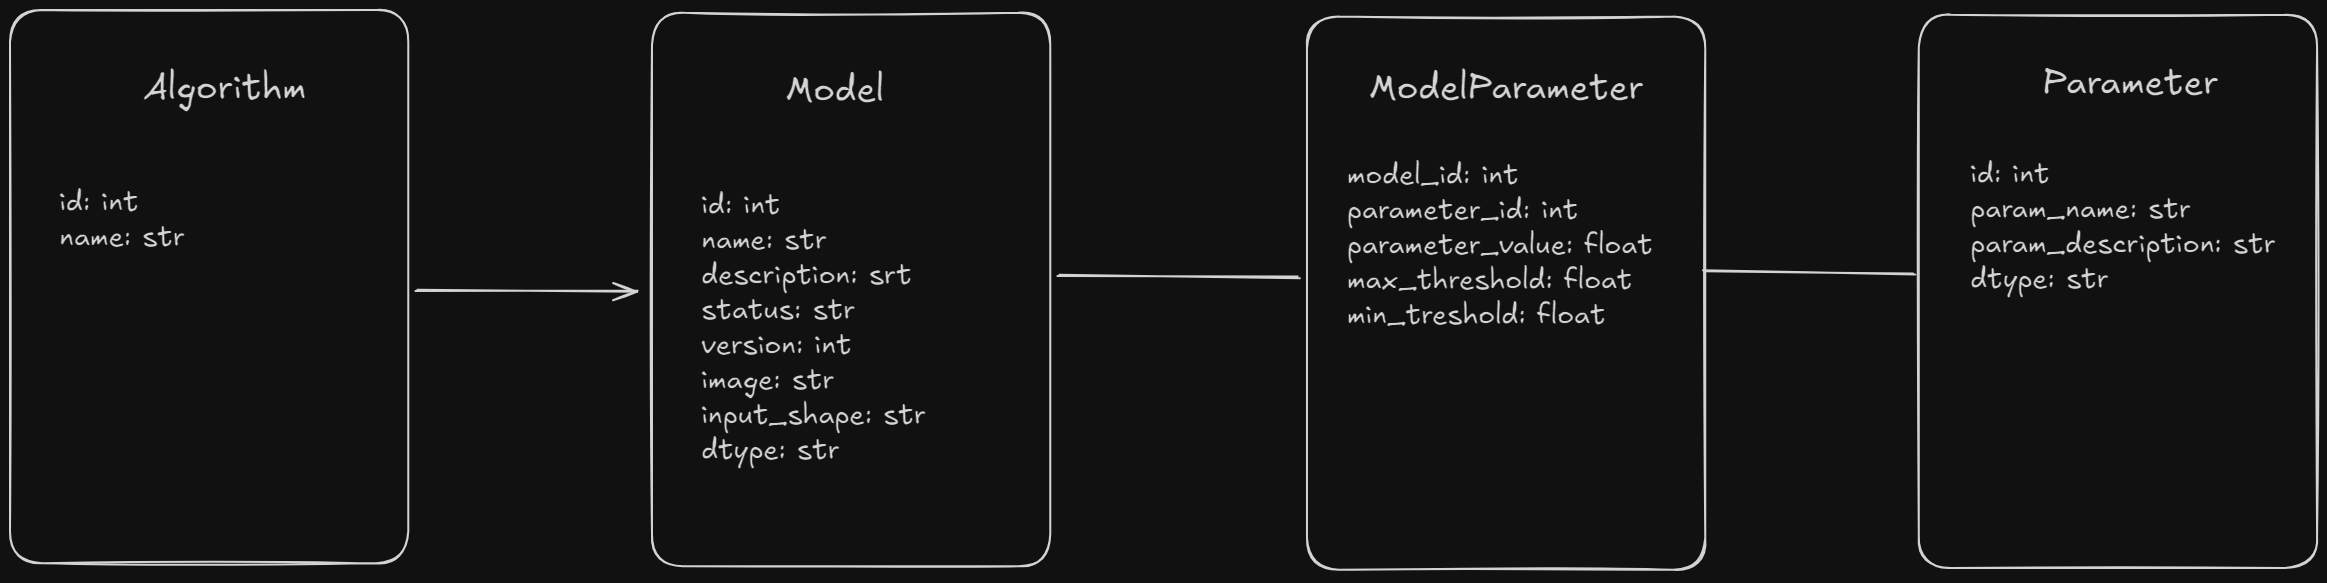 Algorithm
id: int
name: str
Model
id: int
name: str
description: srt
status: str
version: int
image: str
input_shape: str
dtype: str
ModelParameter
model_id: int
parameter_id: int
parameter_value: float
max_threshold: float
min_treshold: float
Parameter
id: int
param_name: str
param_description: str
dtype: str